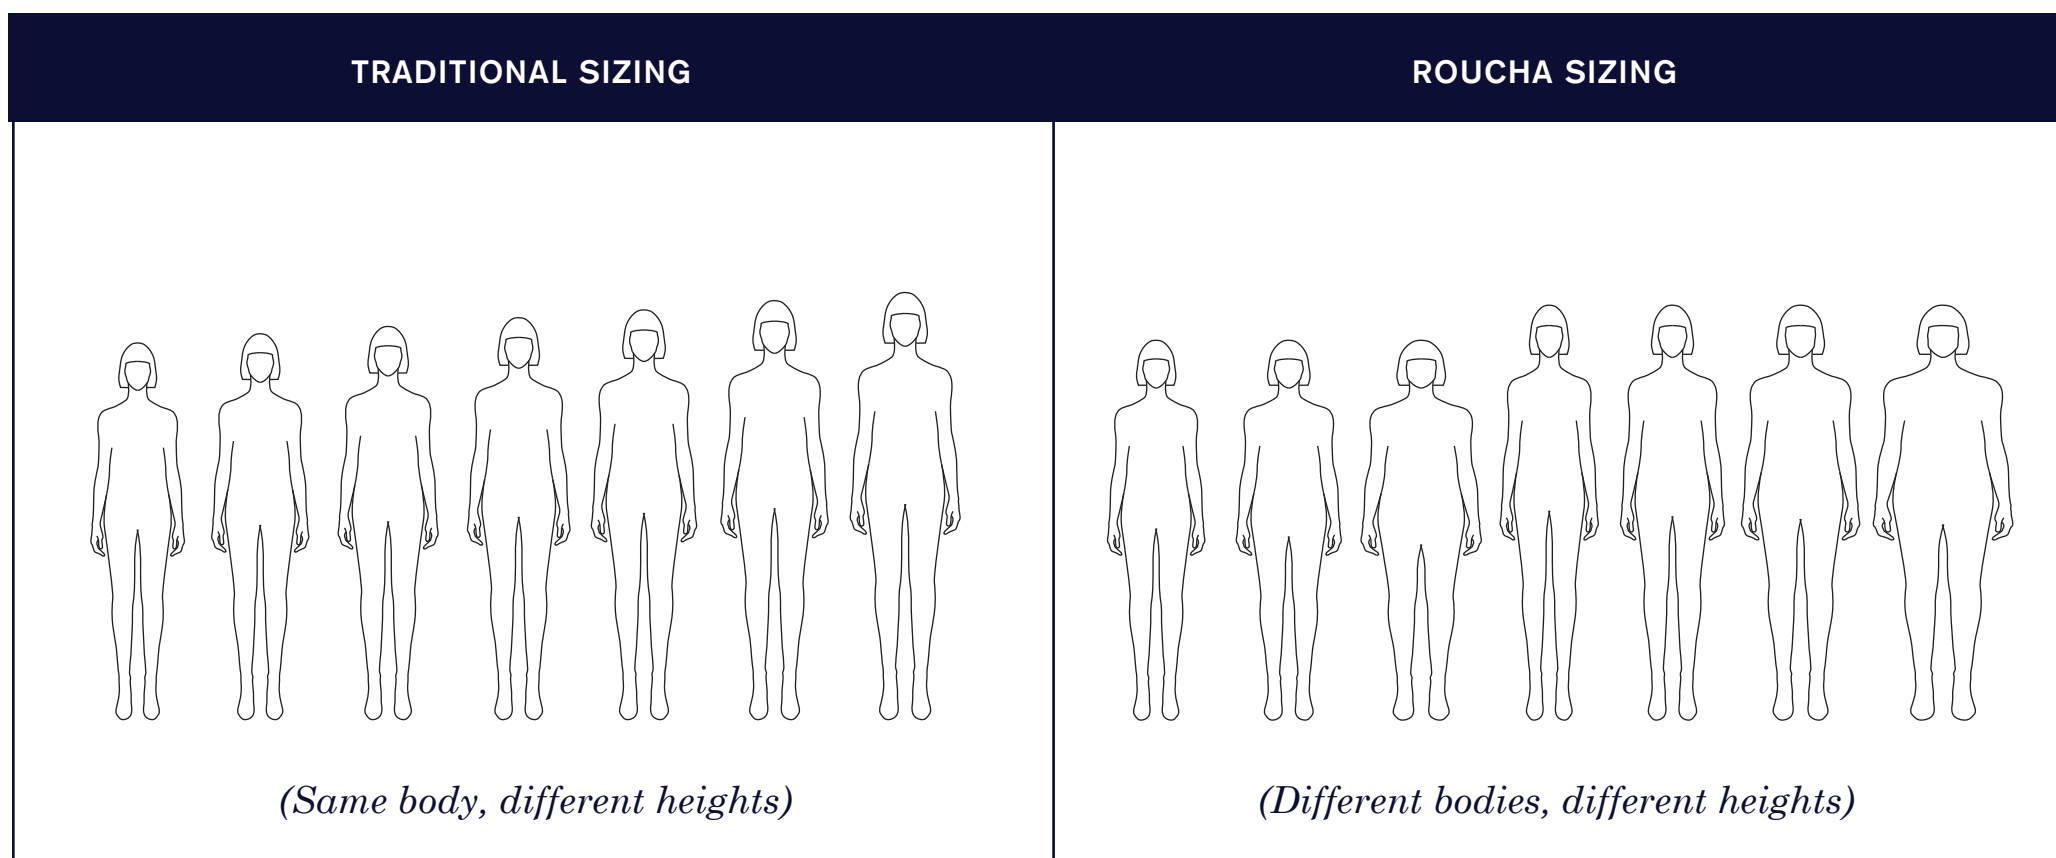 TRADITIONAL SIZING
ROUCHA SIZING
(Same body, different heights)
(Different bodies, different heights)